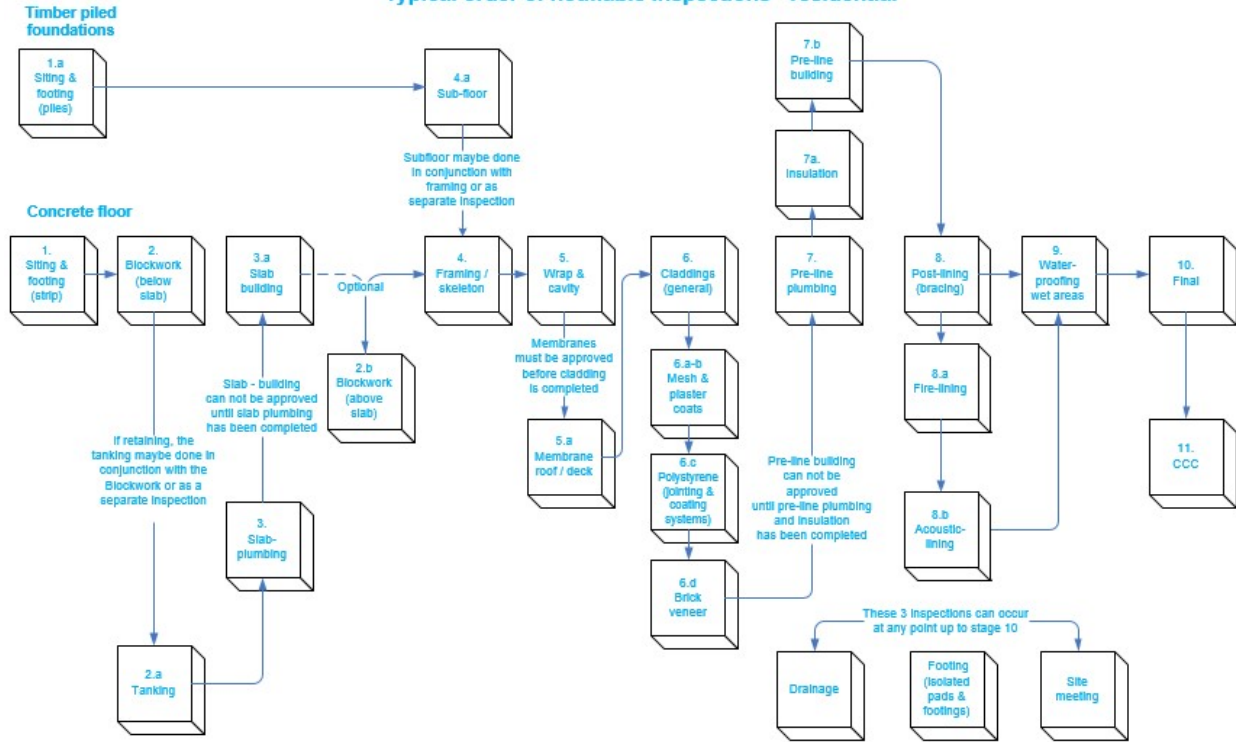 Typical order of notifiable inspections - residential
Timber piled
foundations
1.a
Siting &
footing
(piles)
4.a
Sub-floor
7.b
Pre-line
building
Subfloor maybe done
in conjunction with
framing or as
separate inspection
7a.
Insulation
Concrete floor
1.
Siting &
footing
(strip)
2.
Blockwork
(below
slab)
3.a
Slab
building
Optional
4.
Framing /
skeleton
5.
Wrap &
cavity
6.
Claddings
(general)
7.
Pre-line
plumbing
8.
Post-lining
(bracing)
9.
Water-
proofing
wet areas
10.
Final
2.b
Blockwork
(above
slab)
Membranes
must be approved
before cladding
is completed
6.a-b
Mesh &
plaster
coats
8.a
Fire-lining
Slab - building
can not be approved
until slab plumbing
has been completed
If retaining, the
tanking maybe done in
conjunction with the
Blockwork or as a
separate inspection
5.a
Membrane
roof / deck
6.c
Polystyrene
(jointing &
coating
systems)
Pre-line building
can not be
approved
until pre-line plumbing
and insulation
has been completed
8.b
Acoustic-
lining
11.
CCC
3.
Slab-
plumbing
6.d
Brick
veneer
2.a
Tanking
These 3 inspections can occur
at any point up to stage 10
Drainage
Footing
(isolated
pads &
footings)
Site
meeting